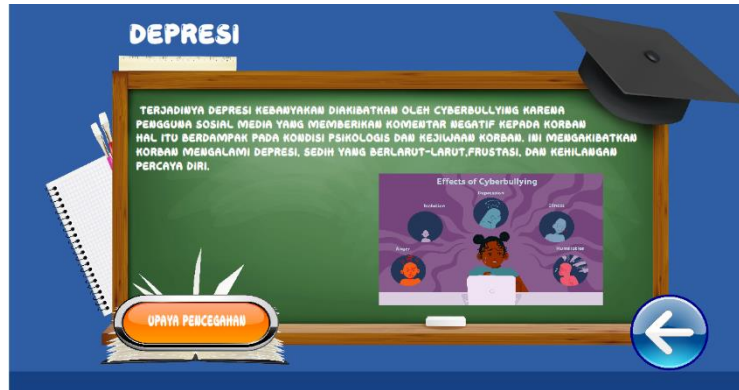 DEPRESI
TERJADINYA DEPRESI KEBANYAKAN DIAKIBATKAN OLEH CYBERBULLYING KARENA
PENGGUNA SOSIAL MEDIA YANG MEMBERIKAN KOMENTAR NEGATIF KEPADA KORBAN
HAL ITU BERDAMPAK PADA KONDISI PSIKOLOGIS DAN KEJIWAAN KORBAN. INI MENGAKIBATKAN
KORBAN MENGALAMI DEPRESI, SEDIH YANG BERLARUT-LARUT,FRUSTASI, DAN KEHILANGAN
PERCAYA DIRI.
Effects of Cyberbullying
Depression
Isolation
Illness
Anger
Humiliation
UPAYA PENCEGAHAN